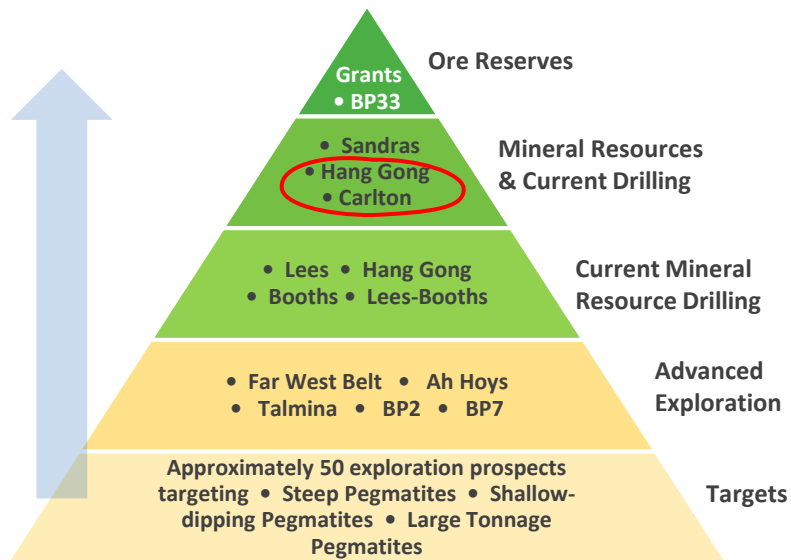 Grants
• BP33
Ore Reserves
• Sandras
• Hang Gong
• Carlton
Mineral Resources
& Current Drilling
• Lees • Hang Gong
• Booths • Lees-Booths
Current Mineral
Resource Drilling
• Far West Belt • Ah Hoys
• Talmina • BP2 • BP7
Advanced
Exploration
Approximately 50 exploration prospects
targeting • Steep Pegmatites • Shallow-
dipping Pegmatites • Large Tonnage
Pegmatites
Targets